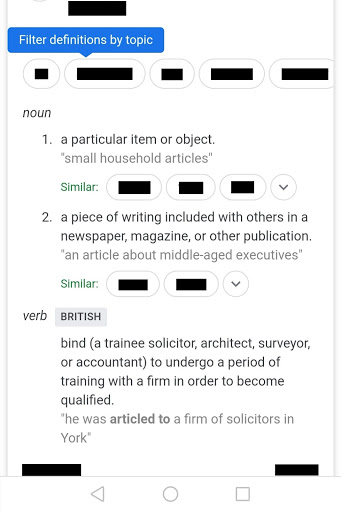 Filter definitions by topic
noun
1. a particular item or object.
"small household articles"
Similar:
2. a piece of writing included with others in a
newspaper, magazine, or other publication.
"an article about middle-aged executives"
Similar:
verb BRITISH
bind (a trainee solicitor, architect, surveyor,
or accountant) to undergo a period of
training with a firm in order to become
qualified.
"he was articled to a firm of solicitors in
York"